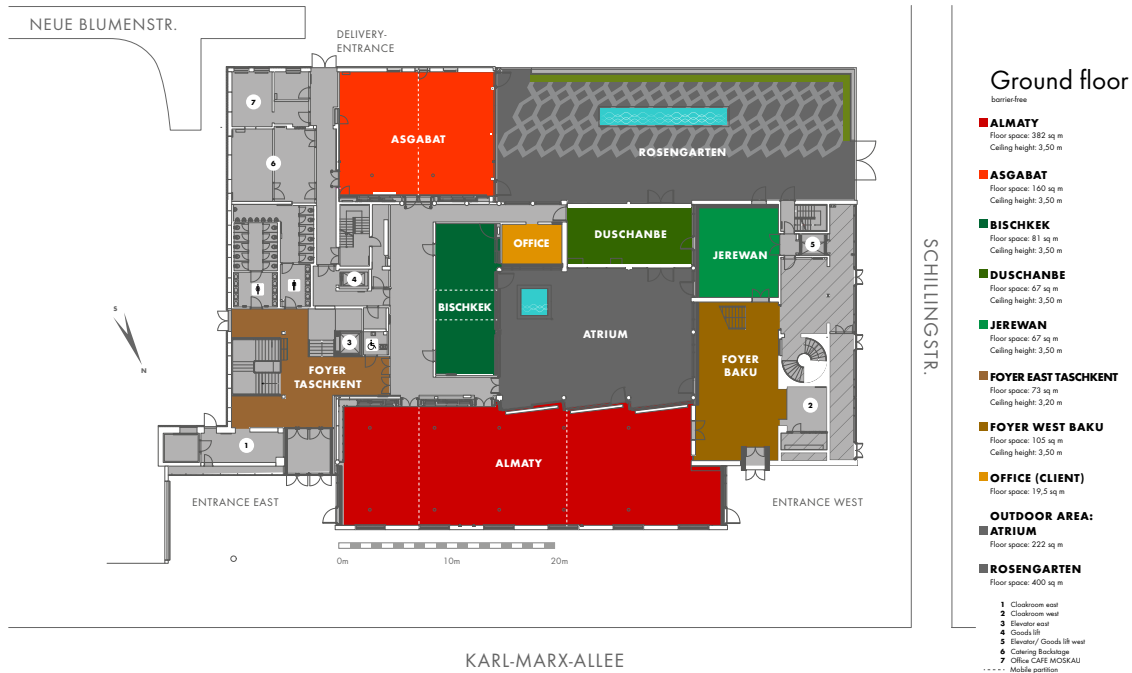 NEUE BLUMENSTR.
DELIVERY-
ENTRANCE
7
ASGABAT
ROSENGARTEN
6
OFFICE
DUSCHANBE
JEREWAN
5
4
BISCHKEK
ATRIUM
S
N
3
FOYER
TASCHKENT
FOYER
BAKU
2
1
ALMATY
ENTRANCE EAST
ENTRANCE WEST
0m
10m
20m
SCHILLINGSTR.
KARL-MARX-ALLEE
Ground floor
barrier-free
ALMATY
Floor space: 382 sq m
Ceiling height: 3,50 m
ASGABAT
Floor space: 160 sq m
Ceiling height: 3,50 m
BISCHKEK
Floor space: 81 sq m
Ceiling height: 3,50 m
DUSCHANBE
Floor space: 67 sq m
Ceiling height: 3,50 m
JEREWAN
Floor space: 67 sq m
Ceiling height: 3,50 m
FOYER EAST TASCHKENT
Floor space: 73 sq m
Ceiling height: 3,20 m
FOYER WEST BAKU
Floor space: 105 sq m
Ceiling height: 3,50 m
OFFICE (CLIENT)
Floor space: 19,5 sq m
OUTDOOR AREA:
ATRIUM
Floor space: 222 sq m
ROSENGARTEN
Floor space: 400 sq m
1 Cloakroom east
2 Cloakroom west
3 Elevator east
4 Goods lift
5 Elevator/ Goods lift west
6 Catering Backstage
7 Office CAFE MOSKAU
Mobile partition